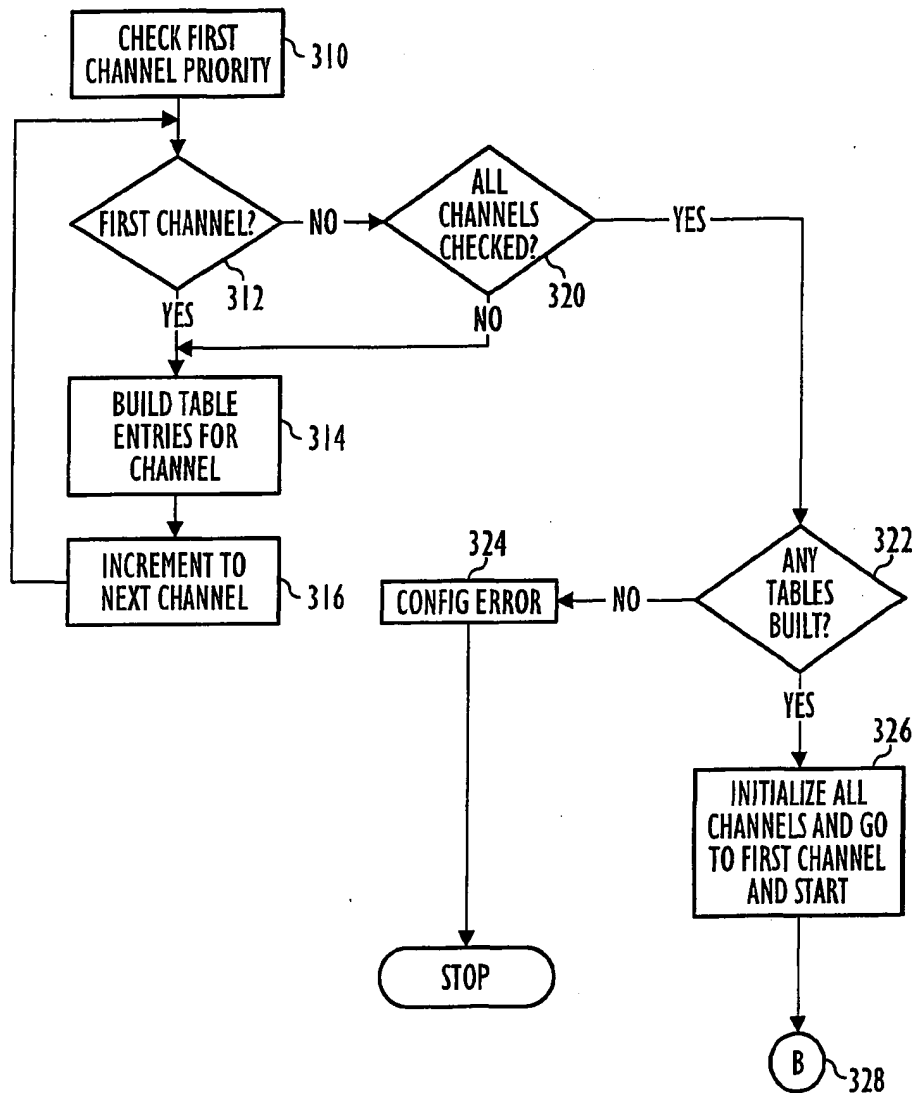 CHECK FIRST
CHANNEL PRIORITY
310
FIRST CHANNEL?
312
NO
YES
ALL
CHANNELS
CHECKED?
320
YES
NO
BUILD TABLE
ENTRIES FOR
CHANNEL
314
INCREMENT TO
NEXT CHANNEL
316
324
CONFIG ERROR
NO
ANY
TABLES
BUILT?
322
YES
326
INITIALIZE ALL
CHANNELS AND GO
TO FIRST CHANNEL
AND START
STOP
B
328